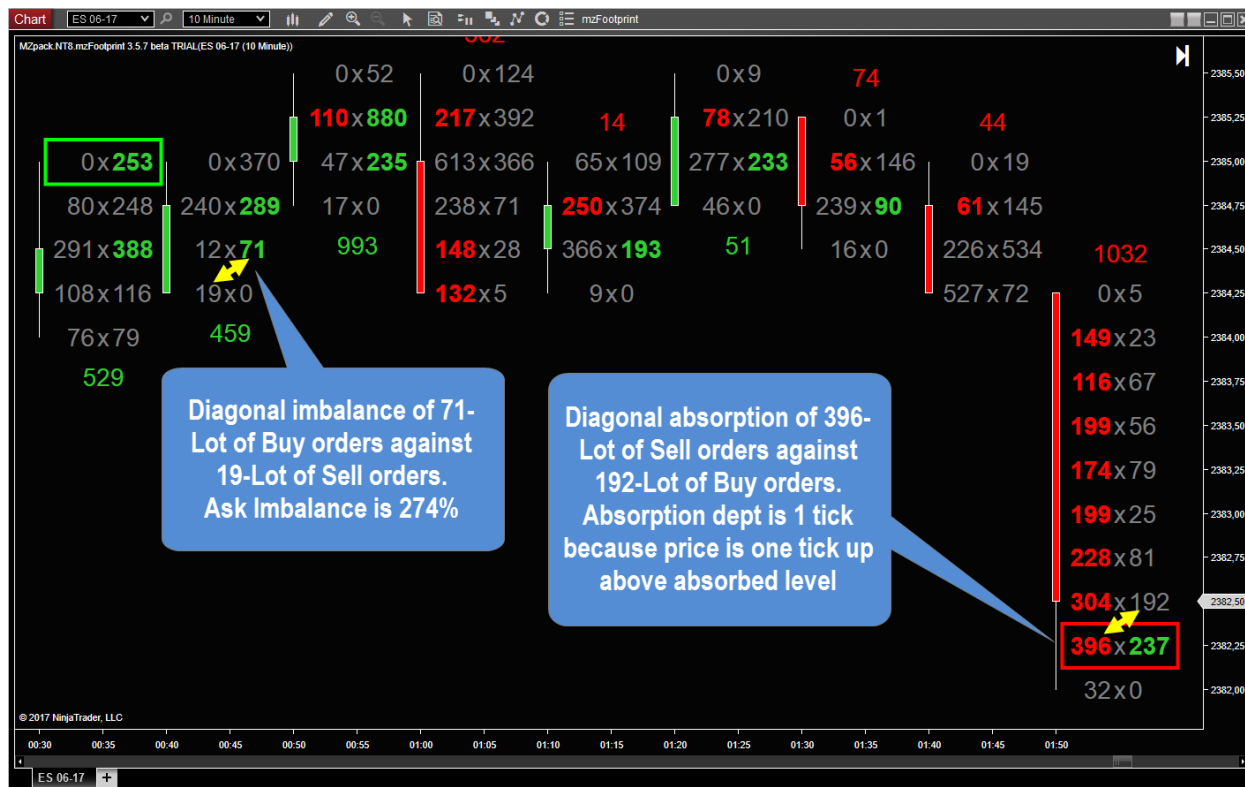 Chart ES 06-17 10 Minute mzFootprint
MZpack.NT8.mzFootprint 3.5.7 beta TRIAL(ES 06-17 (10 Minute))
0x253
80x248
291x388
108x116
76x79
529
0x370
240x289
12x71
19x0
459
0x52
110x880
47x235
17x0
993
0x124
217x392
613x366
238x71
148x28
132x5
14
65x109
250x374
366x193
9x0
0x9
78x210
277x233
46x0
51
74
0x1
56x146
239x90
16x0
44
0x19
61x145
226x534
527x72
1032
0x5
149x23
116x67
199x56
174x79
199x25
228x81
304x192
396x237
32x0
Diagonal imbalance of 71-
Lot of Buy orders against
19-Lot of Sell orders.
Ask Imbalance is 274%
Diagonal absorption of 396-
Lot of Sell orders against
192-Lot of Buy orders.
Absorption dept is 1 tick
because price is one tick up
above absorbed level
2385,50
2385,25
2385,00
2384,75
2384,50
2384,25
2384,00
2383,75
2383,50
2383,25
2383,00
2382,75
2382,50
2382,25
2382,00
© 2017 NinjaTrader, LLC
00:30 00:35 00:40 00:45 00:50 00:55 01:00 01:05 01:10 01:15 01:20 01:25 01:30 01:35 01:40 01:45 01:50
ES 06-17 +